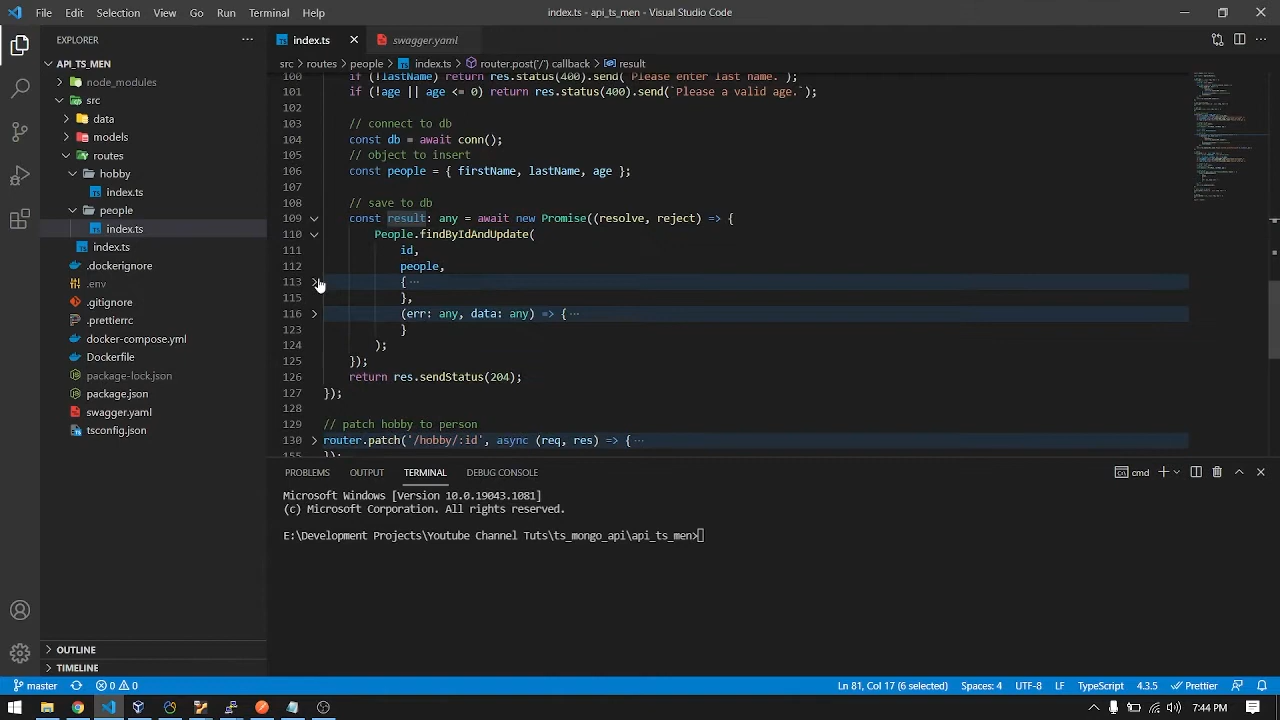 File Edit Selection View Go Run Terminal Help
index.ts - api_ts_men - Visual Studio Code
EXPLORER
API_TS_MEN
node_modules
src
data
models
routes
hobby
index.ts
people
index.ts
index.ts
.dockerignore
.env
.gitignore
.prettierrc
docker-compose.yml
Dockerfile
package-lock.json
package.json
swagger.yaml
tsconfig.json
OUTLINE
TIMELINE
index.ts swagger.yaml
src > routes > people > index.ts > router.post('/') callback > result
100 if (!lastName) return res.status(400).send(`Please enter last name.`);
101 if (!age || age <= 0) return res.status(400).send(`Please a valid age.`);
102
103 // connect to db
104 const db = await conn();
105 // object to insert
106 const people = { firstName, lastName, age };
107
108 // save to db
109 const result: any = await new Promise((resolve, reject) => {
110 People.findByIdAndUpdate(
111 id,
112 people,
113 { ···
115 },
116 (err: any, data: any) => { ···
123 }
124 );
125 });
126 return res.sendStatus(204);
127 });
128
129 // patch hobby to person
130 router.patch('/hobby/:id', async (req, res) => { ···
155 });
PROBLEMS OUTPUT TERMINAL DEBUG CONSOLE
cmd
Microsoft Windows [Version 10.0.19043.1081]
(c) Microsoft Corporation. All rights reserved.
E:\Development Projects\Youtube Channel Tuts\ts_mongo_api\api_ts_men>
master 0 0
Ln 81, Col 17 (6 selected) Spaces: 4 UTF-8 LF TypeScript 4.3.5 Prettier
7:44 PM